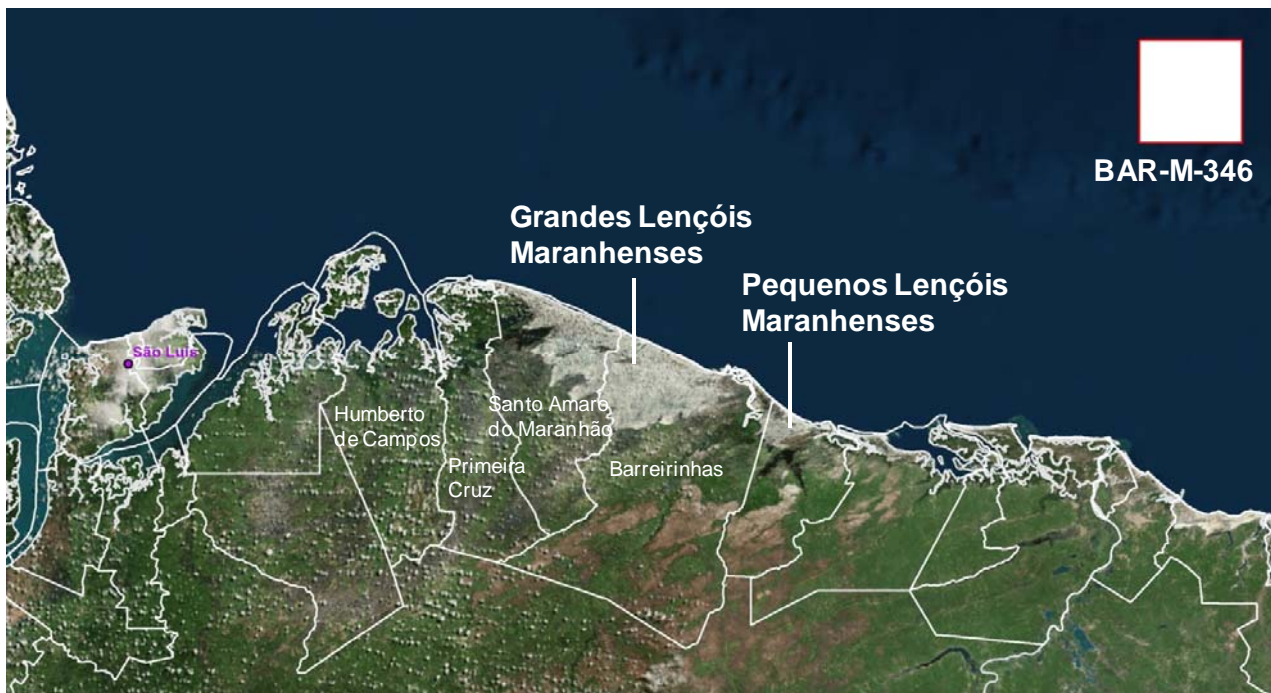 BAR-M-346
Grandes Lençóis
Maranhenses
Pequenos Lençóis
Maranhenses
São Luís
Humberto
de Campos
Santo Amaro
do Maranhão
Primeira
Cruz
Barreirinhas